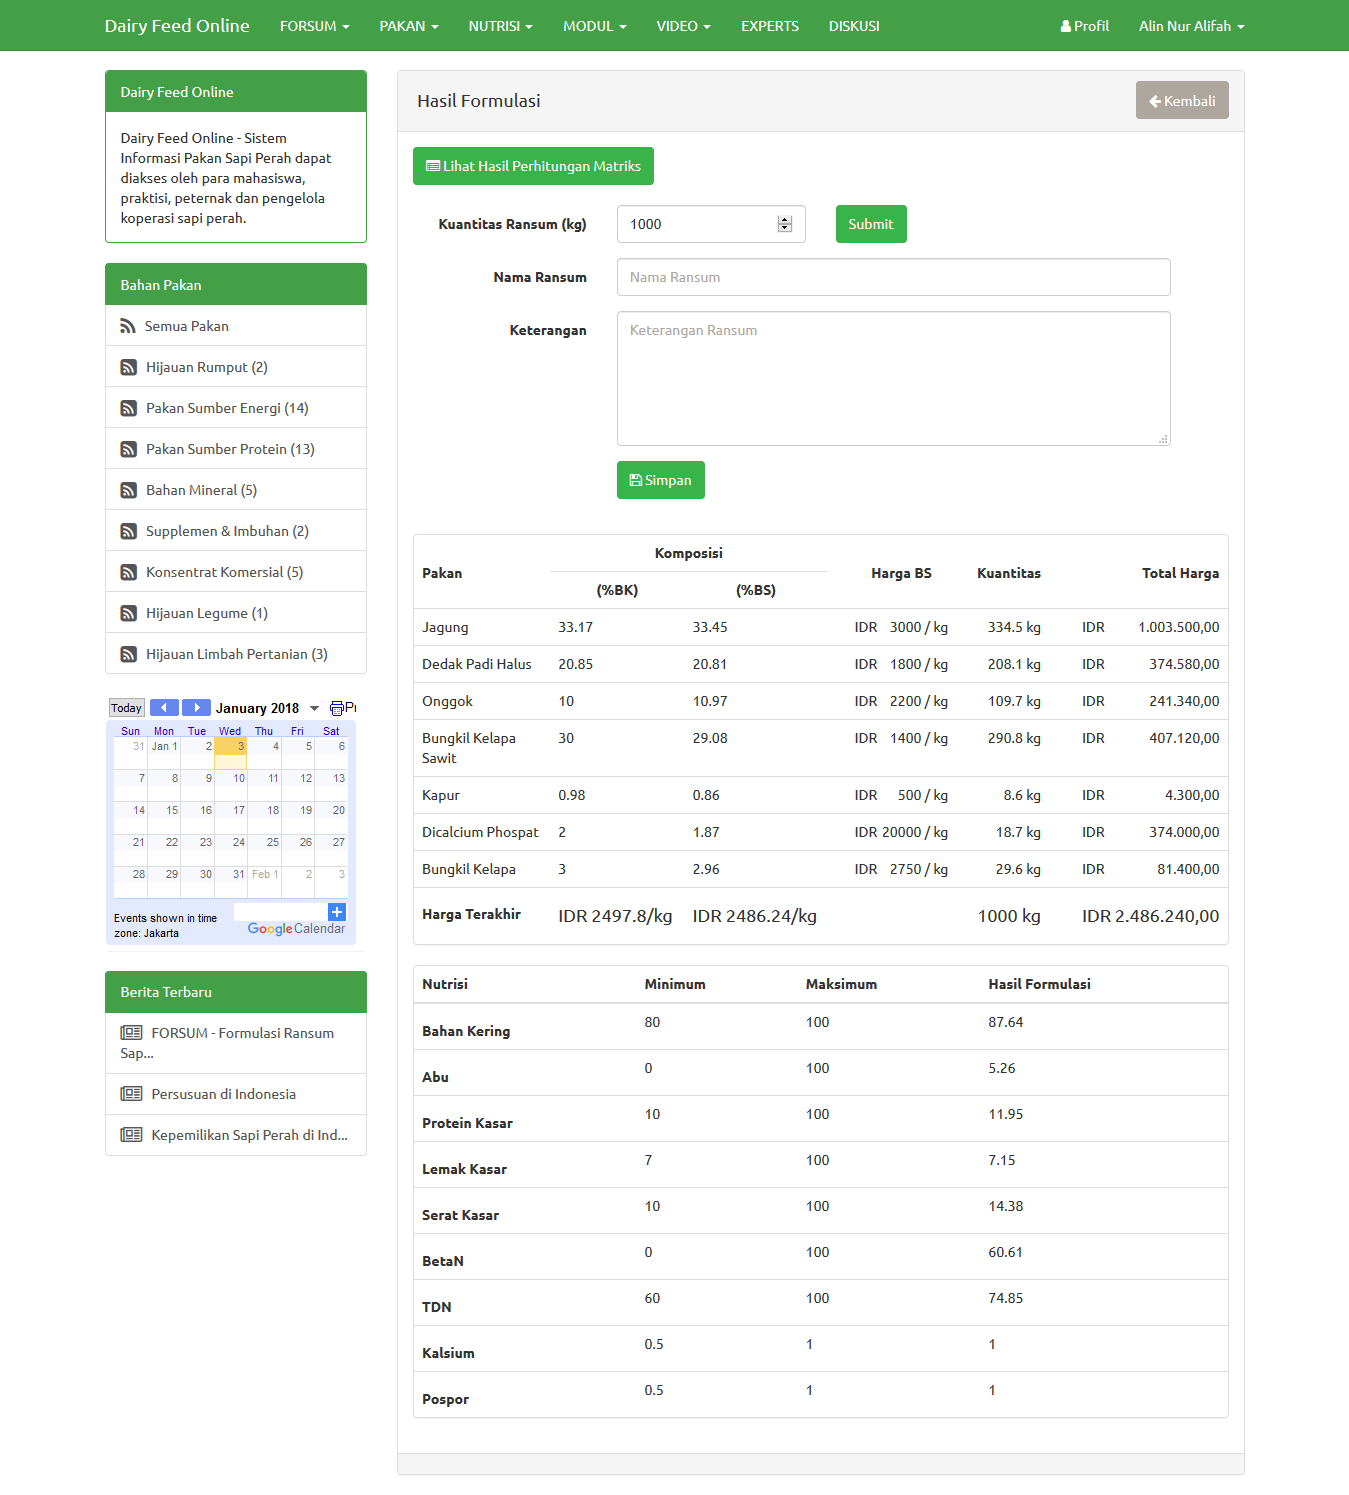 Dairy Feed Online FORSUM PAKAN NUTRISI MODUL VIDEO EXPERTS DISKUSI Profil Alin Nur Alifah
Dairy Feed Online
Dairy Feed Online - Sistem
Informasi Pakan Sapi Perah dapat
diakses oleh para mahasiswa,
praktisi, peternak dan pengelola
koperasi sapi perah.
Bahan Pakan
Semua Pakan
Hijauan Rumput (2)
Pakan Sumber Energi (14)
Pakan Sumber Protein (13)
Bahan Mineral (5)
Supplemen & Imbuhan (2)
Konsentrat Komersial (5)
Hijauan Legume (1)
Hijauan Limbah Pertanian (3)
Today January 2018
Sun Mon Tue Wed Thu Fri Sat
31 Jan 1 2 3 4 5 6
7 8 9 10 11 12 13
14 15 16 17 18 19 20
21 22 23 24 25 26 27
28 29 30 31 Feb 1 2 3
Events shown in time
zone: Jakarta
Google Calendar
Berita Terbaru
FORSUM - Formulasi Ransum
Sap...
Persusuan di Indonesia
Kepemilikan Sapi Perah di Ind...
Hasil Formulasi Kembali
Lihat Hasil Perhitungan Matriks
Kuantitas Ransum (kg) 1000 Submit
Nama Ransum Nama Ransum
Keterangan Keterangan Ransum
Simpan
Komposisi
Pakan Harga BS Kuantitas Total Harga
(%BK) (%BS)
Jagung 33.17 33.45 IDR 3000 / kg 334.5 kg IDR 1.003.500,00
Dedak Padi Halus 20.85 20.81 IDR 1800 / kg 208.1 kg IDR 374.580,00
Onggok 10 10.97 IDR 2200 / kg 109.7 kg IDR 241.340,00
Bungkil Kelapa 30 29.08 IDR 1400 / kg 290.8 kg IDR 407.120,00
Sawit
Kapur 0.98 0.86 IDR 500 / kg 8.6 kg IDR 4.300,00
Dicalcium Phospat 2 1.87 IDR 20000 / kg 18.7 kg IDR 374.000,00
Bungkil Kelapa 3 2.96 IDR 2750 / kg 29.6 kg IDR 81.400,00
Harga Terakhir IDR 2497.8/kg IDR 2486.24/kg 1000 kg IDR 2.486.240,00
Nutrisi Minimum Maksimum Hasil Formulasi
Bahan Kering 80 100 87.64
Abu 0 100 5.26
Protein Kasar 10 100 11.95
Lemak Kasar 7 100 7.15
Serat Kasar 10 100 14.38
BetaN 0 100 60.61
TDN 60 100 74.85
Kalsium 0.5 1 1
Pospor 0.5 1 1